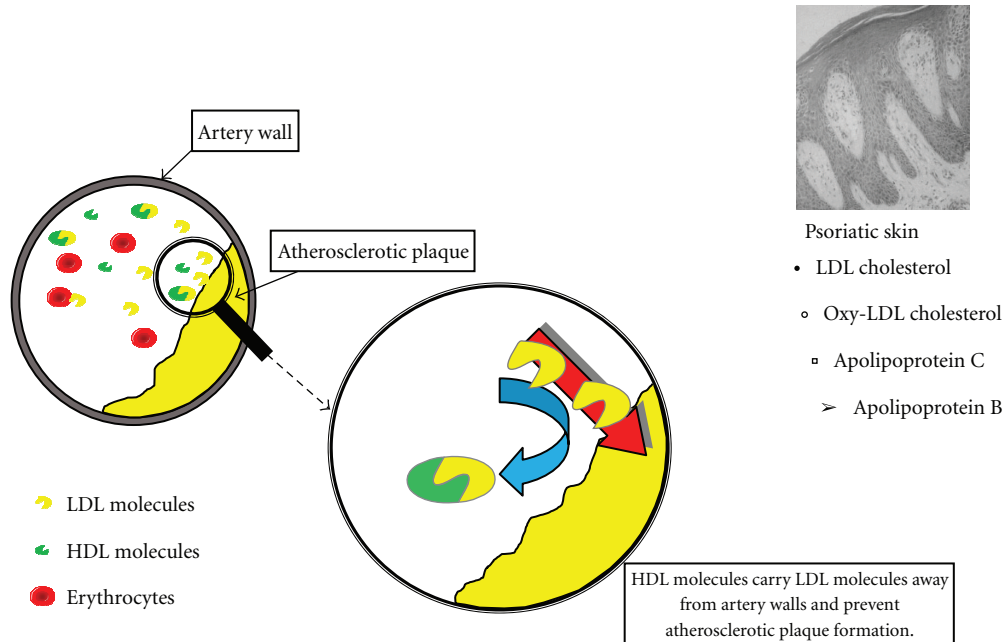 Artery wall
Atherosclerotic plaque
Psoriatic skin
• LDL cholesterol
○ Oxy-LDL cholesterol
▫ Apolipoprotein C
➢ Apolipoprotein B
LDL molecules
HDL molecules
Erythrocytes
HDL molecules carry LDL molecules away
from artery walls and prevent
atherosclerotic plaque formation.